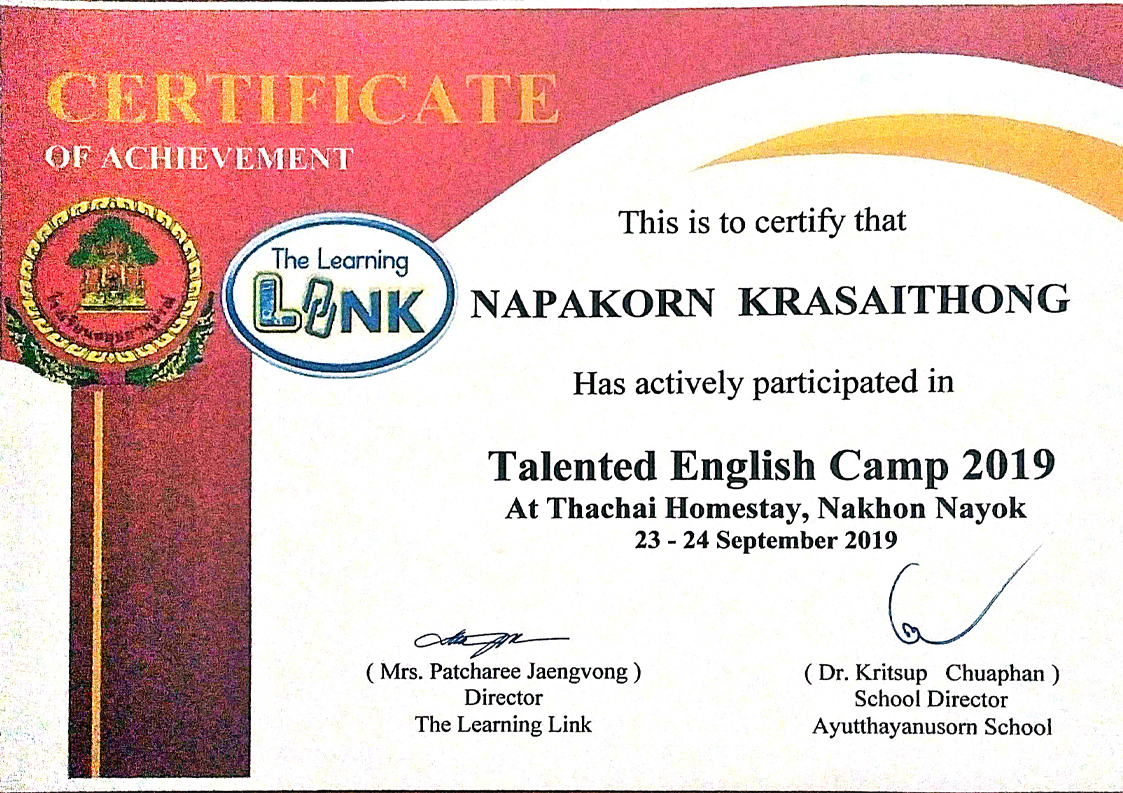 CERTIFICATE
OF ACHIEVEMENT
The Learning
LINK
This is to certify that
NAPAKORN KRASAITHONG
Has actively participated in
Talented English Camp 2019
At Thachai Homestay, Nakhon Nayok
23 - 24 September 2019
( Mrs. Patcharee Jaengvong )
Director
The Learning Link
( Dr. Kritsup Chuaphan )
School Director
Ayutthayanusorn School